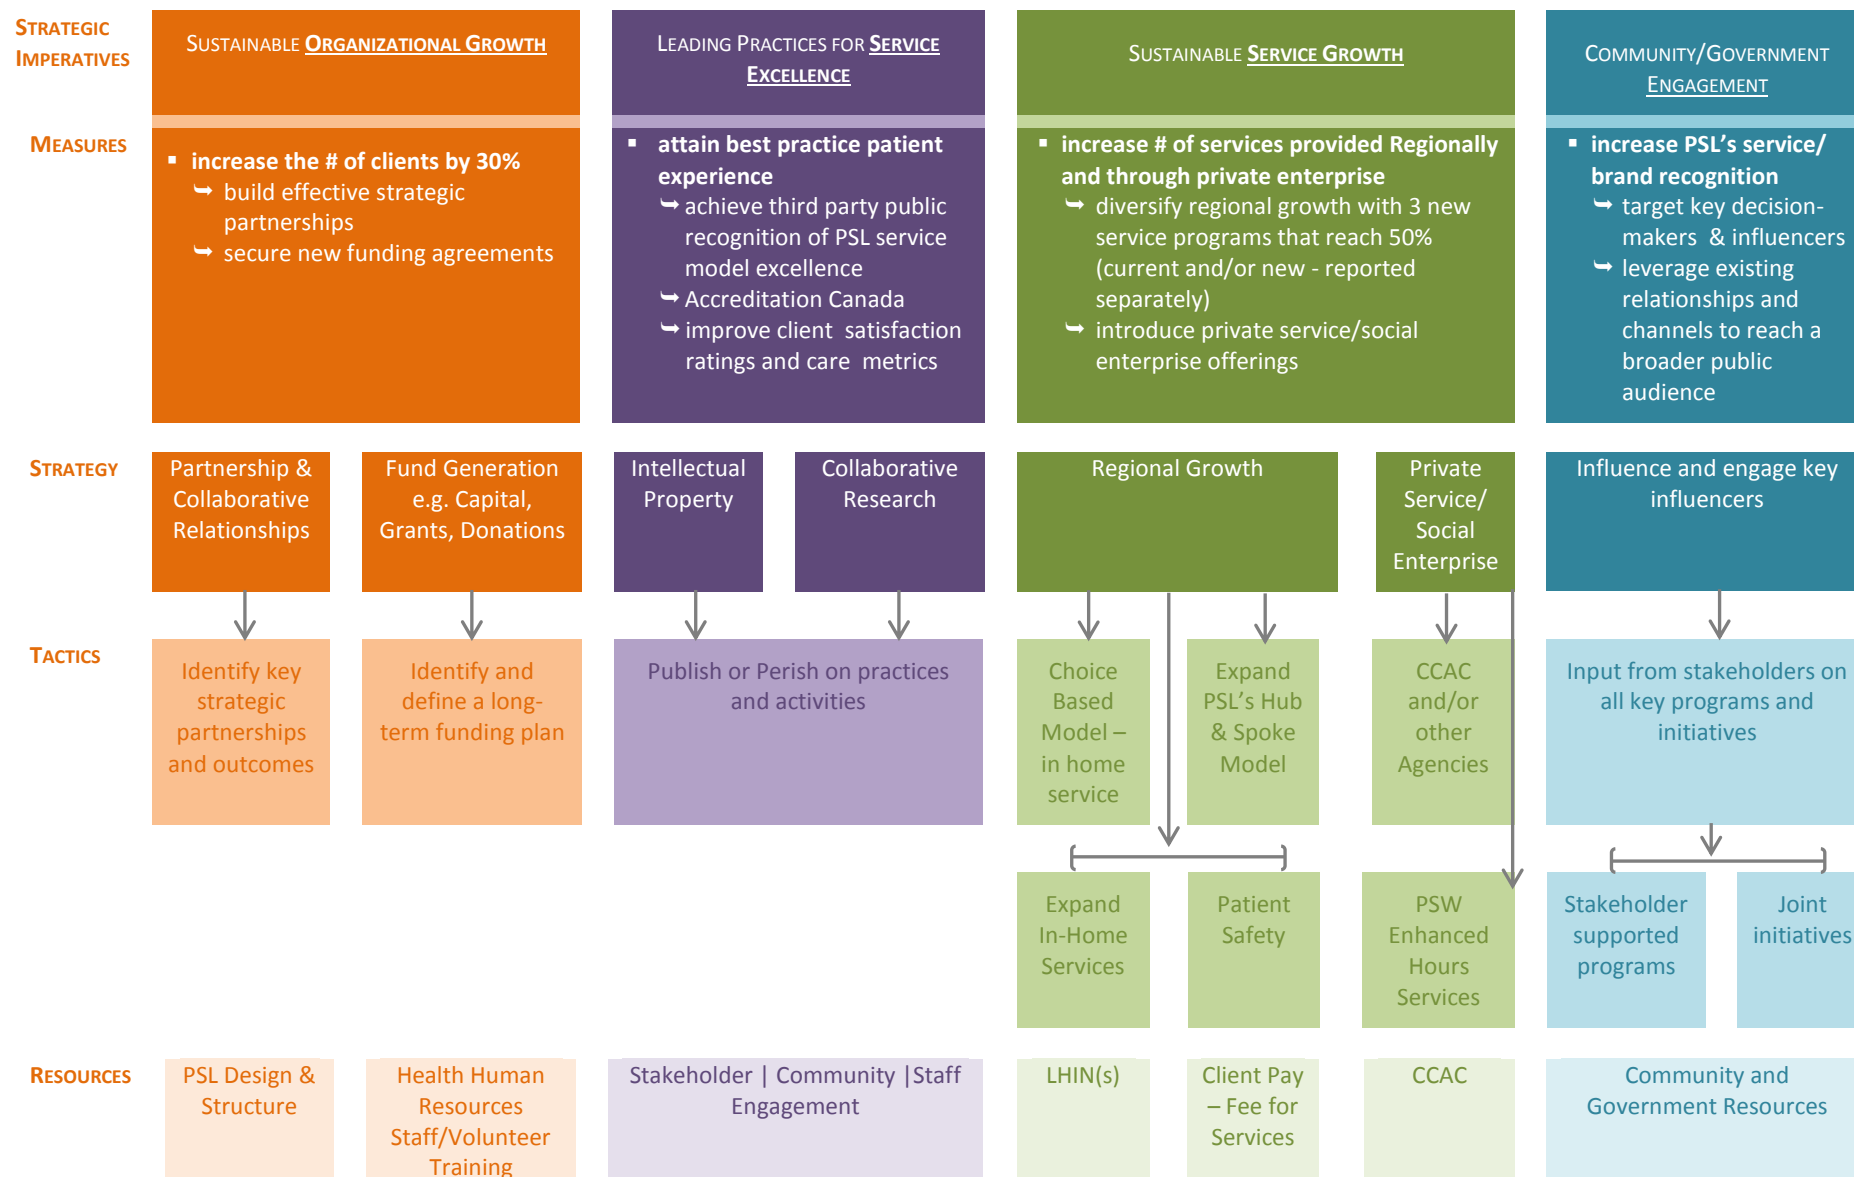 STRATEGIC
IMPERATIVES
SUSTAINABLE ORGANIZATIONAL GROWTH
LEADING PRACTICES FOR SERVICE
EXCELLENCE
SUSTAINABLE SERVICE GROWTH
COMMUNITY/GOVERNMENT
ENGAGEMENT
MEASURES
▪ increase the # of clients by 30%
➥ build effective strategic
partnerships
➥ secure new funding agreements
▪ attain best practice patient
experience
➥ achieve third party public
recognition of PSL service
model excellence
➥ Accreditation Canada
➥ improve client satisfaction
ratings and care metrics
▪ increase # of services provided Regionally
and through private enterprise
➥ diversify regional growth with 3 new
service programs that reach 50%
(current and/or new - reported
separately)
➥ introduce private service/social
enterprise offerings
▪ increase PSL's service/
brand recognition
➥ target key decision-
makers & influencers
➥ leverage existing
relationships and
channels to reach a
broader public
audience
STRATEGY
Partnership &
Collaborative
Relationships
Fund Generation
e.g. Capital,
Grants, Donations
Intellectual
Property
Collaborative
Research
Regional Growth
Private
Service/
Social
Enterprise
Influence and engage key
influencers
TACTICS
Identify key
strategic
partnerships
and outcomes
Identify and
define a long-
term funding plan
Publish or Perish on practices
and activities
Choice
Based
Model –
in home
service
Expand
PSL's Hub
& Spoke
Model
CCAC
and/or
other
Agencies
Input from stakeholders on
all key programs and
initiatives
Expand
In-Home
Services
Patient
Safety
PSW
Enhanced
Hours
Services
Stakeholder
supported
programs
Joint
initiatives
RESOURCES
PSL Design &
Structure
Health Human
Resources
Staff/Volunteer
Training
Stakeholder | Community |Staff
Engagement
LHIN(s)
Client Pay
– Fee for
Services
CCAC
Community and
Government Resources